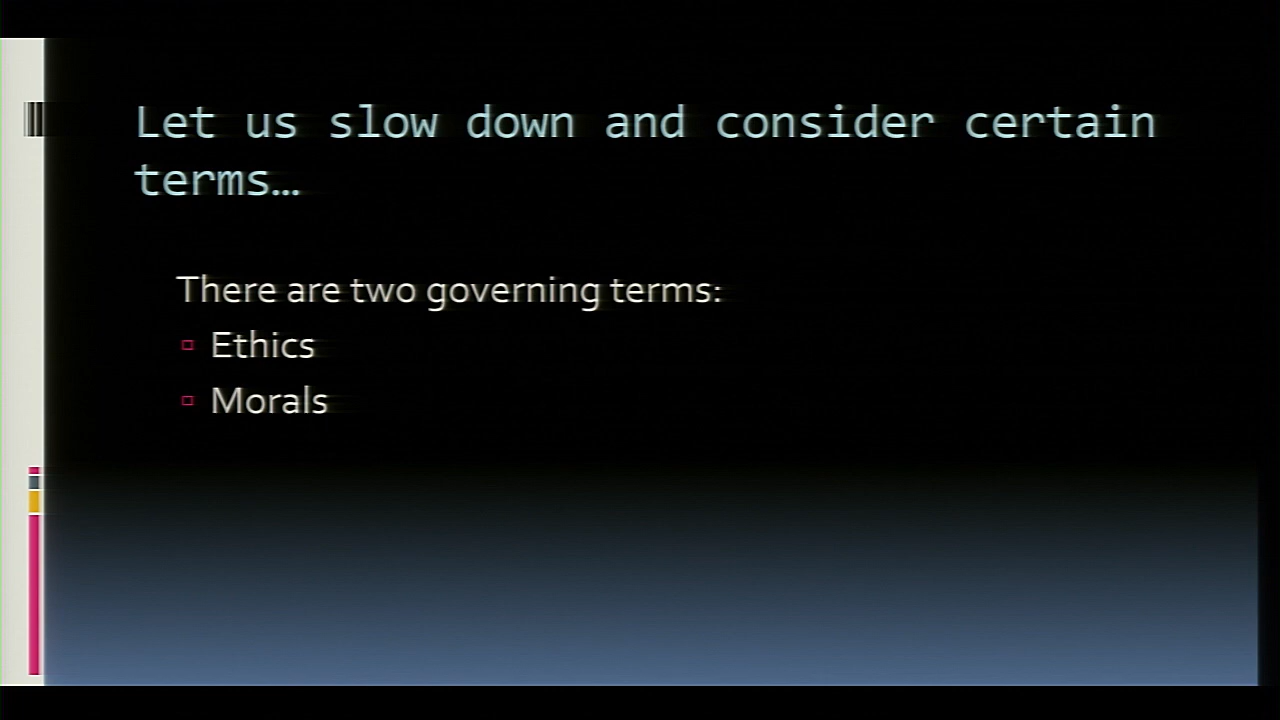 Let us slow down and consider certain
terms…
There are two governing terms:
Ethics
Morals